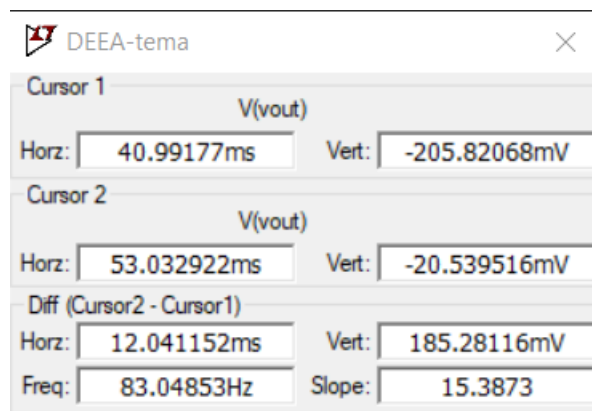 DEEA-tema
Cursor 1
V(vout)
Horz: 40.99177ms Vert: -205.82068mV
Cursor 2
V(vout)
Horz: 53.032922ms Vert: -20.539516mV
Diff (Cursor2 - Cursor1)
Horz: 12.041152ms Vert: 185.28116mV
Freq: 83.04853Hz Slope: 15.3873